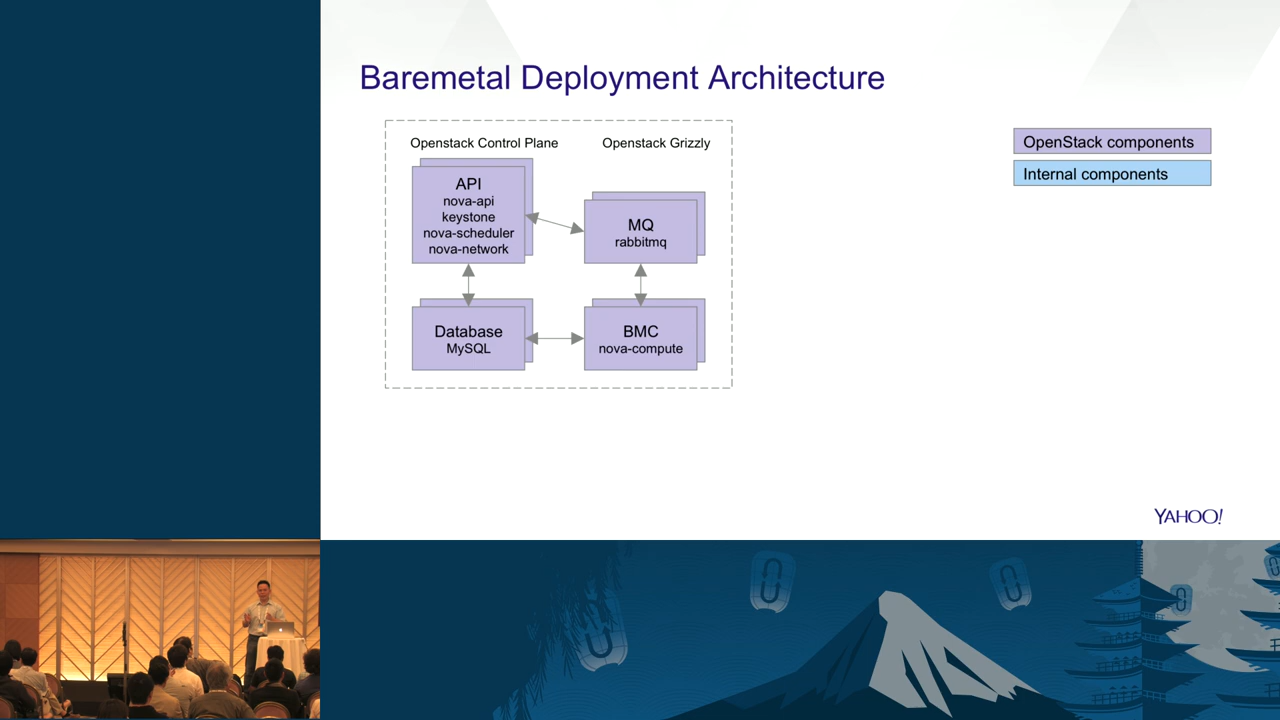 Baremetal Deployment Architecture
Openstack Control Plane
Openstack Grizzly
OpenStack components
Internal components
API
nova-api
keystone
nova-scheduler
nova-network
MQ
rabbitmq
Database
MySQL
BMC
nova-compute
YAHOO!